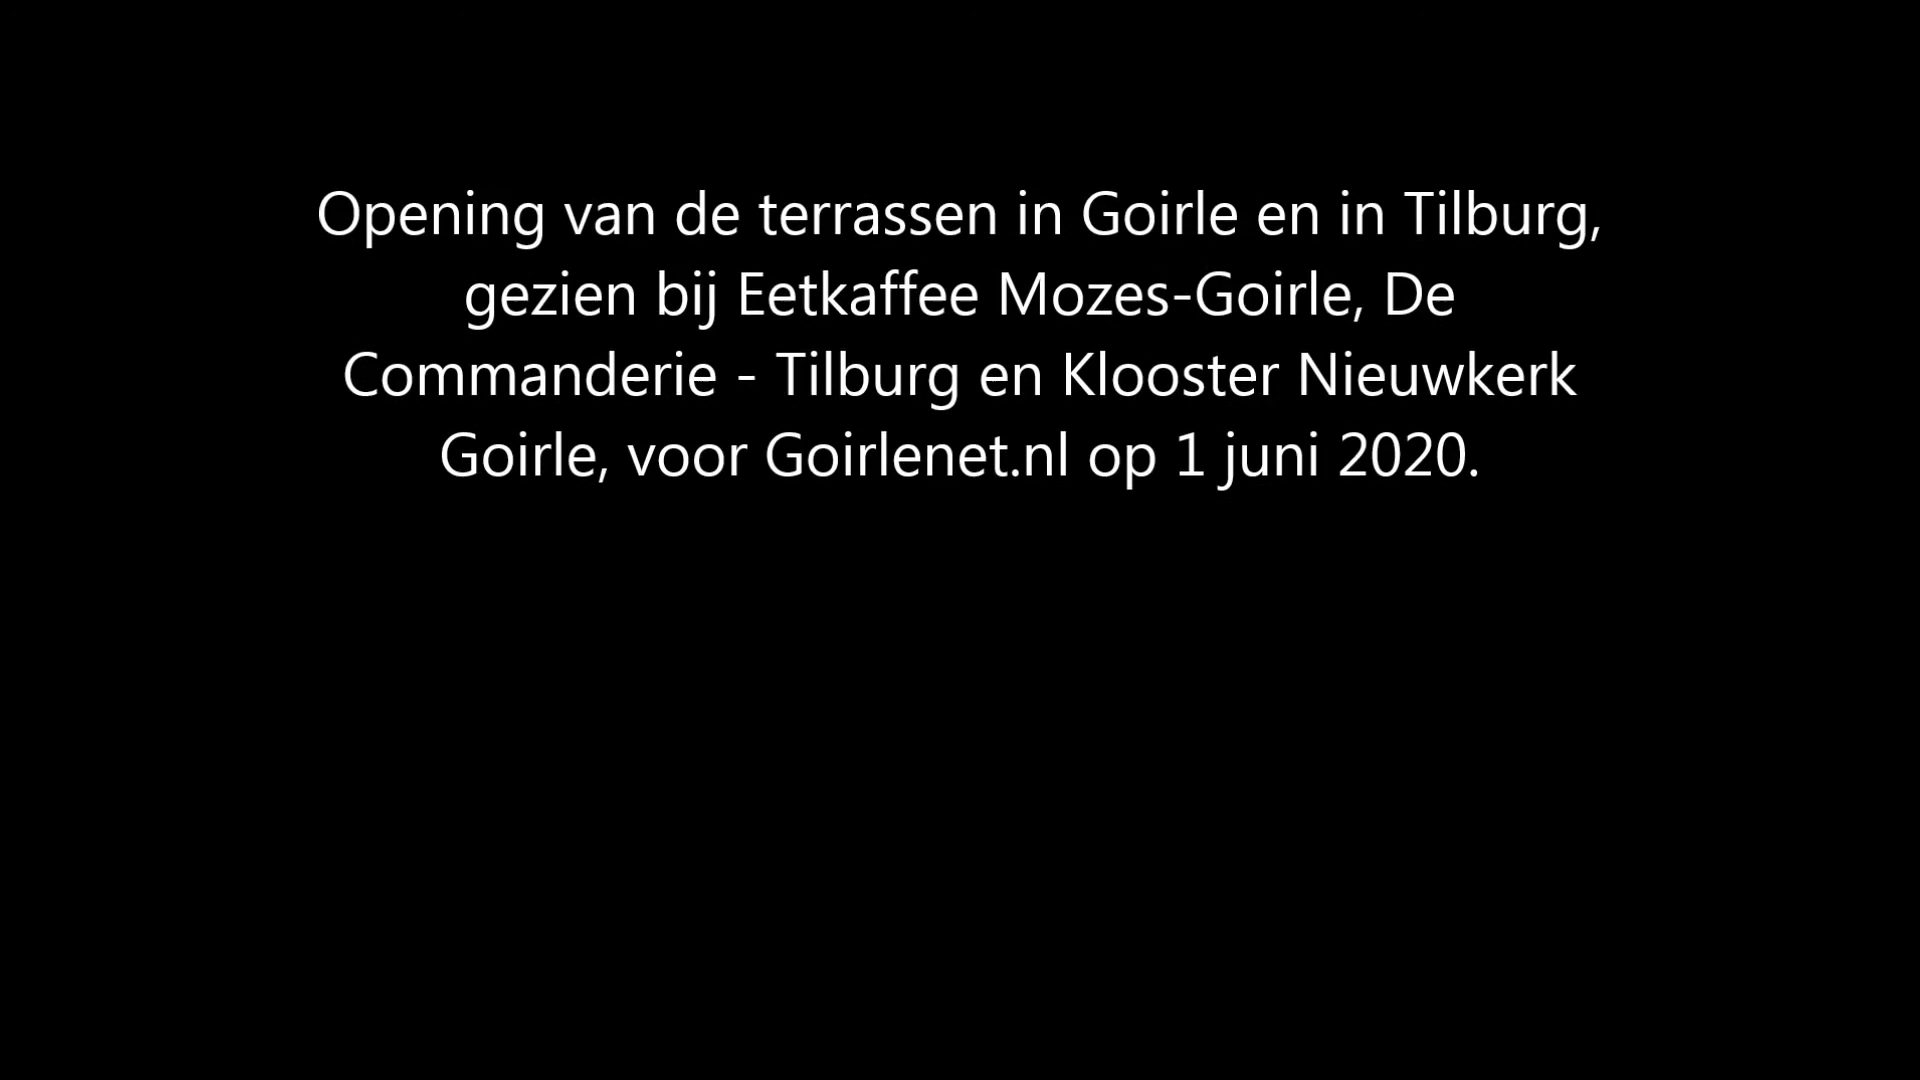 Opening van de terrassen in Goirle en in Tilburg,
gezien bij Eetkaffee Mozes-Goirle, De
Commanderie - Tilburg en Klooster Nieuwkerk
Goirle, voor Goirlenet.nl op 1 juni 2020.